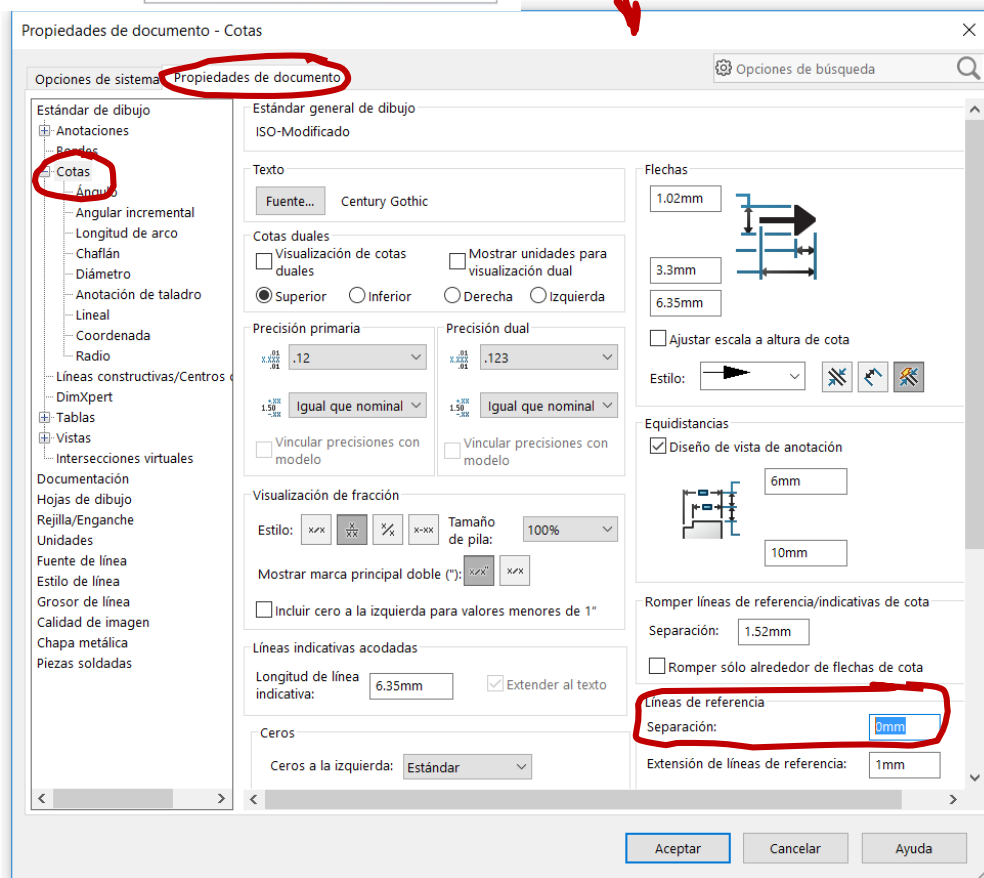 Propiedades de documento - Cotas
Opciones de sistema
Propiedades de documento
Opciones de búsqueda
Estándar de dibujo
Anotaciones
Bordes
Cotas
Ángulo
Angular incremental
Longitud de arco
Chaflán
Diámetro
Anotación de taladro
Lineal
Coordenada
Radio
Líneas constructivas/Centros
DimXpert
Tablas
Vistas
Intersecciones virtuales
Documentación
Hojas de dibujo
Rejilla/Enganche
Unidades
Fuente de línea
Estilo de línea
Grosor de línea
Calidad de imagen
Chapa metálica
Piezas soldadas
Estándar general de dibujo
ISO-Modificado
Texto
Fuente...
Century Gothic
Cotas duales
Visualización de cotas
duales
Mostrar unidades para
visualización dual
Superior
Inferior
Derecha
Izquierda
Precisión primaria
Precisión dual
.12
.123
Igual que nominal
Igual que nominal
Vincular precisiones con
modelo
Vincular precisiones con
modelo
Visualización de fracción
Estilo:
Tamaño
de pila:
100%
Mostrar marca principal doble ("):
Incluir cero a la izquierda para valores menores de 1"
Líneas indicativas acodadas
Longitud de línea
indicativa:
6.35mm
Extender al texto
Ceros
Ceros a la izquierda:
Estándar
Flechas
1.02mm
3.3mm
6.35mm
Ajustar escala a altura de cota
Estilo:
Equidistancias
Diseño de vista de anotación
6mm
10mm
Romper líneas de referencia/indicativas de cota
Separación:
1.52mm
Romper sólo alrededor de flechas de cota
Líneas de referencia
Separación:
0mm
Extensión de líneas de referencia:
1mm
Aceptar
Cancelar
Ayuda